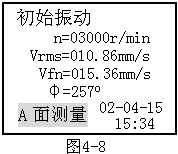 初始振动
n=03000r/min
Vrms=010.86mm/s
Vfn=015.36mm/s
Φ=257°
A 面测量 02-04-15
15:34
图4-8